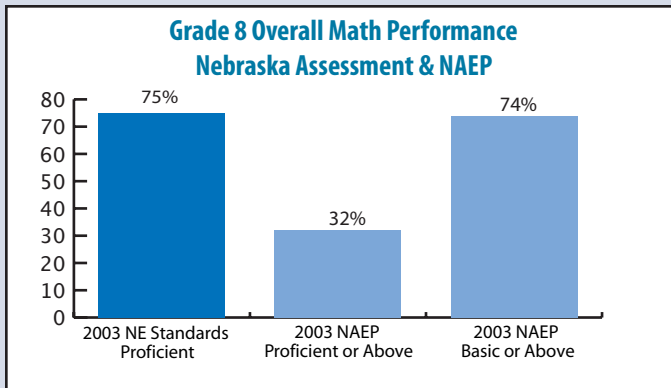 Grade 8 Overall Math Performance
Nebraska Assessment & NAEP
80
70
60
50
40
30
20
10
0
75%
32%
74%
2003 NE Standards
Proficient
2003 NAEP
Proficient or Above
2003 NAEP
Basic or Above